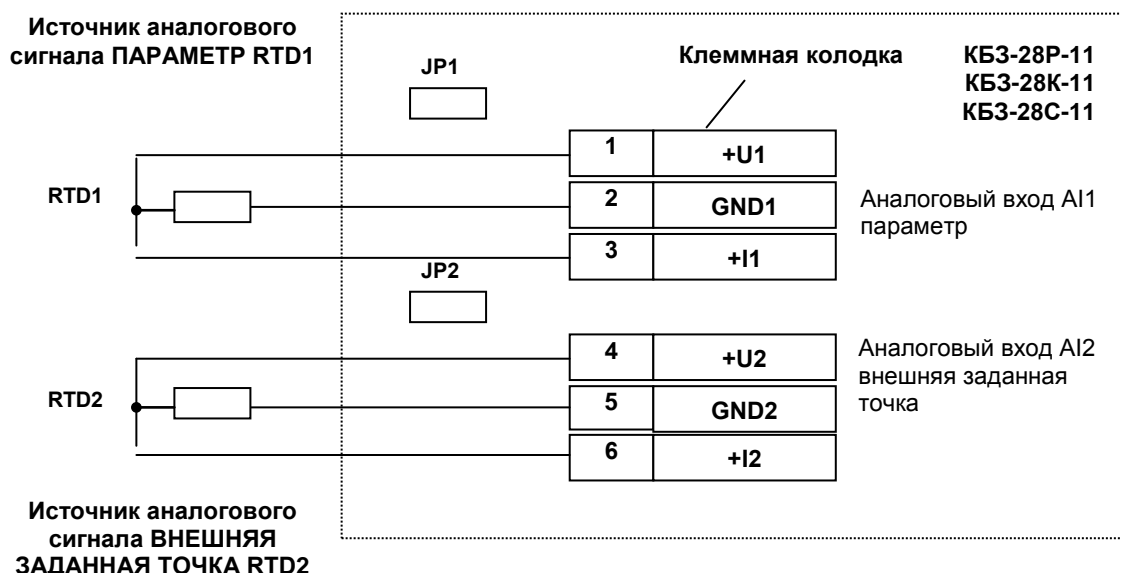 Источник аналогового
сигнала ПАРАМЕТР RTD1
JP1
Клеммная колодка
КБЗ-28Р-11
КБЗ-28К-11
КБЗ-28С-11
1 +U1
RTD1
2 GND1
Аналоговый вход AI1
параметр
3 +I1
JP2
4 +U2
Аналоговый вход AI2
внешняя заданная
точка
RTD2
5 GND2
6 +I2
Источник аналогового
сигнала ВНЕШНЯЯ
ЗАДАННАЯ ТОЧКА RTD2